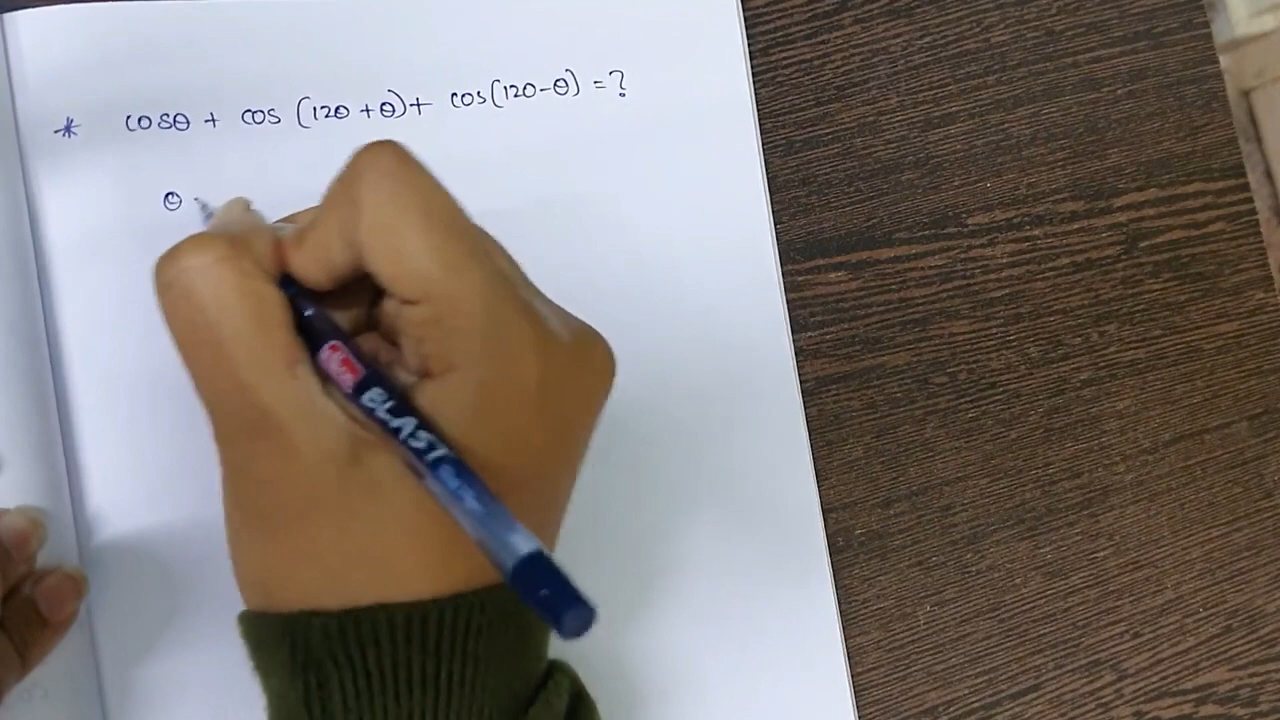 * cosθ + cos (120 + θ) + cos(120-θ) = ?
θ
BLAST